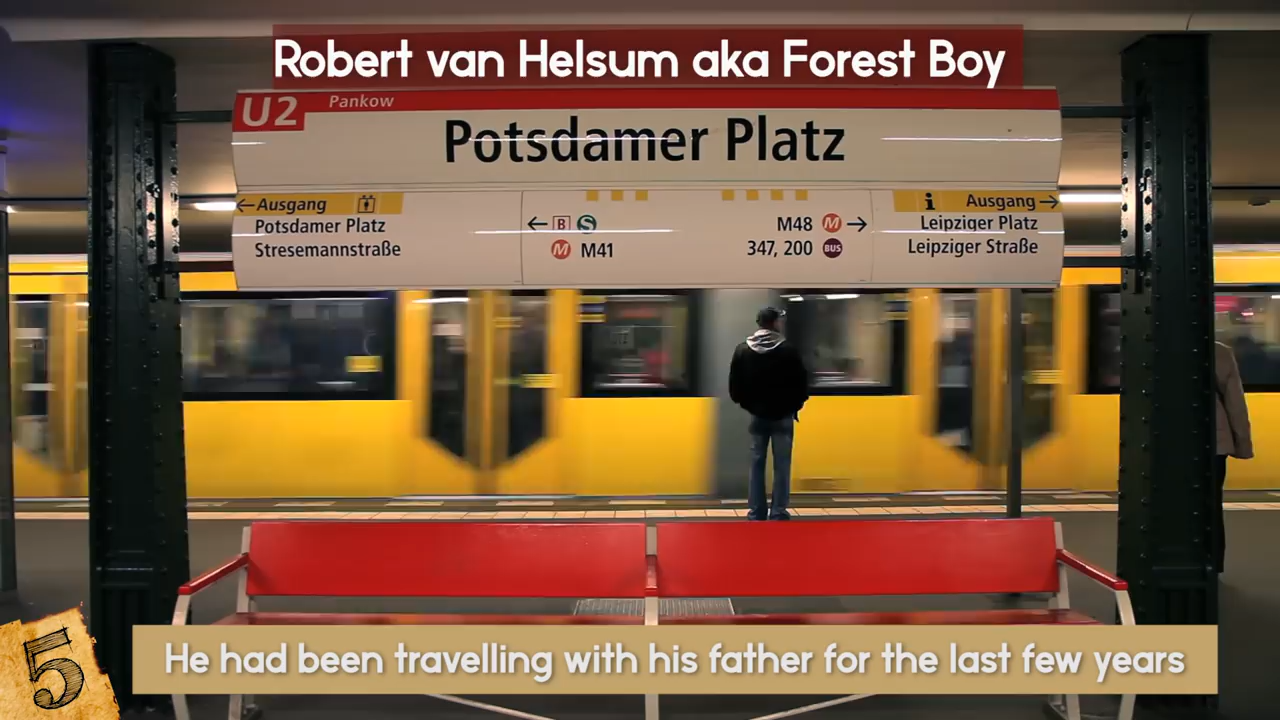 Robert van Helsum aka Forest Boy
U2 Pankow
Potsdamer Platz
←Ausgang
Potsdamer Platz
Stresemannstraße
← B S
M M41
M48 M →
347, 200 BUS
i Ausgang→
Leipziger Platz
Leipziger Straße
5
He had been travelling with his father for the last few years